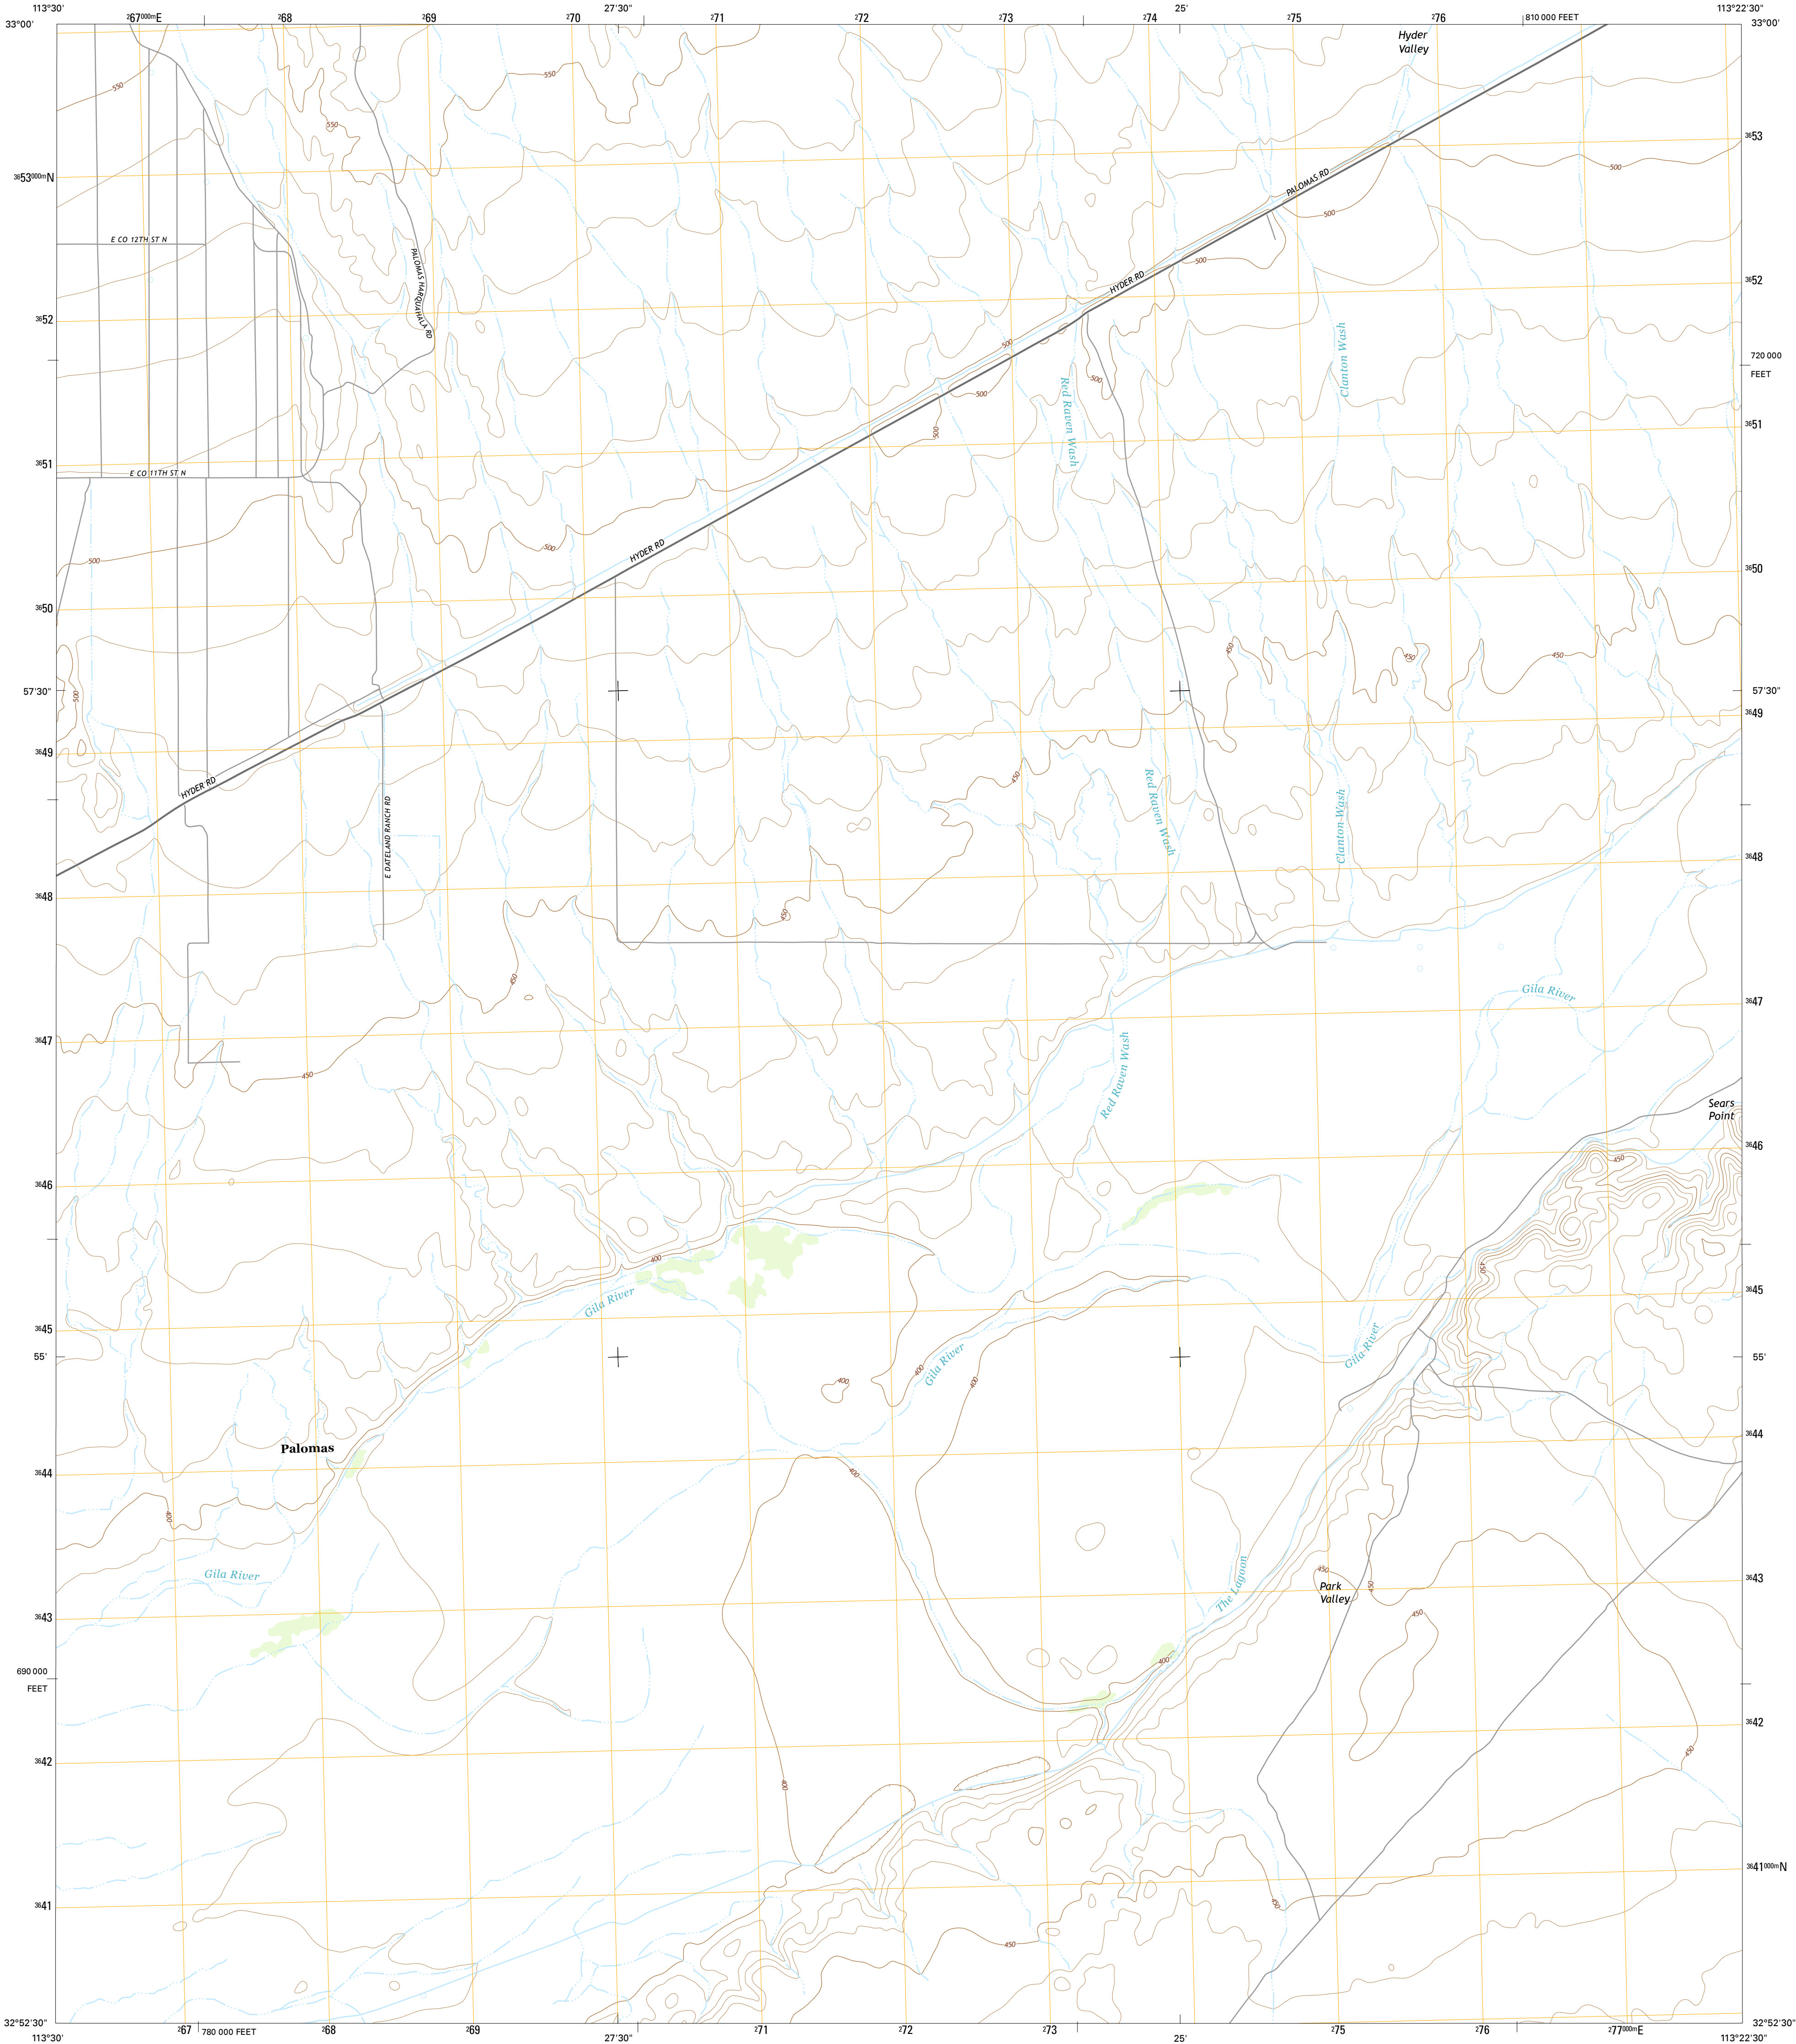 113°30'
²67⁰⁰⁰ᵐE
²68
²69
²70
27'30"
²71
²72
²73
²74
25'
²75
²76
810 000 FEET
113°22'30"
33°00'
33°00'
Hyder
Valley
550
550
550
³⁶53
500
³⁶53⁰⁰⁰ᵐN
PALOMAS RD
500
E CO 12TH ST N
PALOMAS HARQUAHALA RD
500
HYDER RD
³⁶52
³⁶52
500
Clanton Wash
720 000
FEET
500
500
Red Raven Wash
500
³⁶51
³⁶51
E CO 11TH ST N
500
500
HYDER RD
³⁶50
³⁶50
450
450
450
57'30"
500
57'30"
³⁶49
³⁶49
450
HYDER RD
E DATELAND RANCH RD
Red Raven Wash
Clanton Wash
³⁶48
³⁶48
450
450
Gila River
³⁶47
³⁶47
450
Red Raven Wash
Sears
Point
³⁶46
450
³⁶46
400
450
Gila River
³⁶45
³⁶45
55'
Gila River
Gila River
55'
400
400
400
Palomas
³⁶44
³⁶44
400
400
Gila River
The Lagoon
450
450
Park
Valley
³⁶43
³⁶43
450
400
690 000
FEET
³⁶42
³⁶42
450
400
³⁶41⁰⁰⁰ᵐN
³⁶41
450
450
32°52'30"
32°52'30"
113°30'
²67
780 000 FEET
²68
²69
27'30"
²71
²72
²73
25'
²75
²76
²77⁰⁰⁰ᵐE
113°22'30"